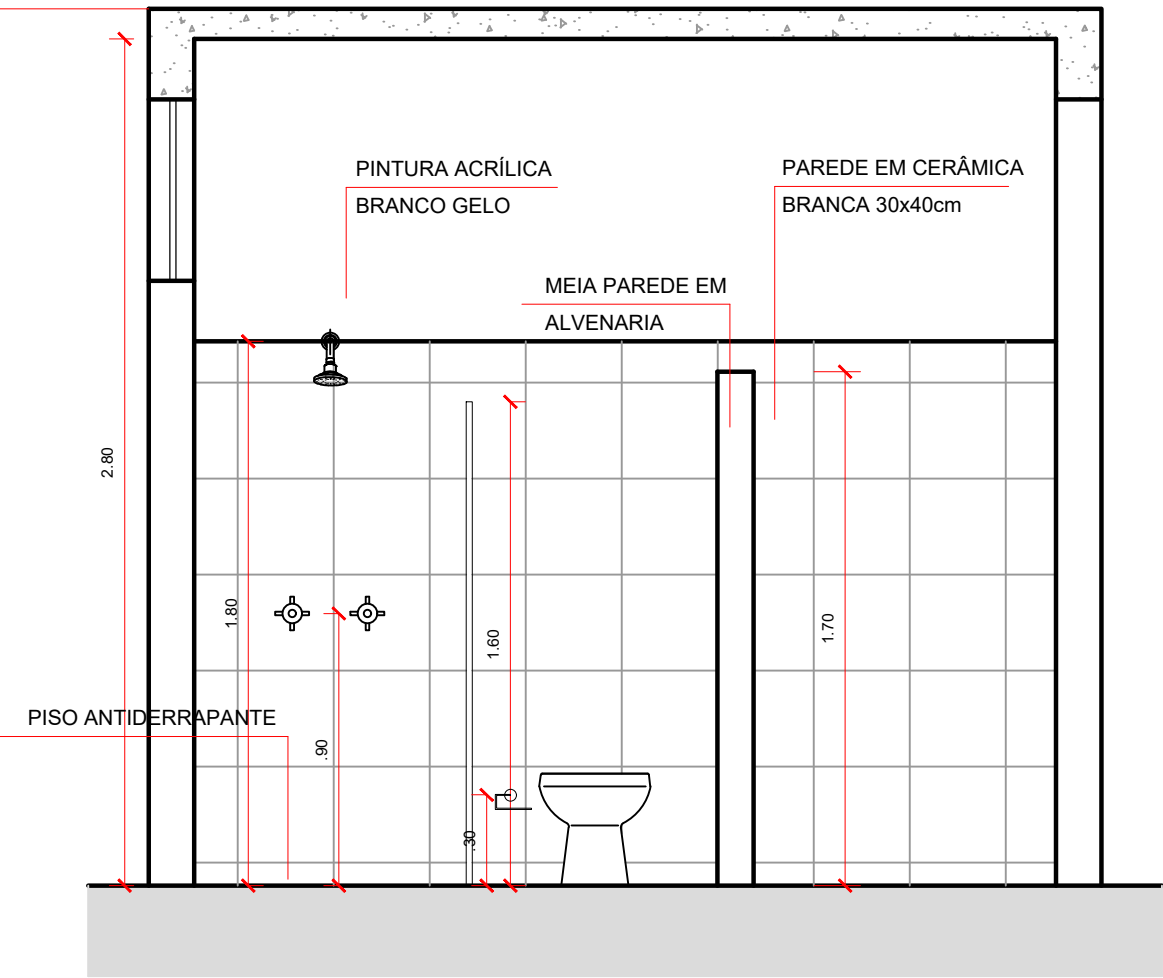 PINTURA ACRÍLICA
BRANCO GELO
PAREDE EM CERÂMICA
BRANCA 30x40cm
MEIA PAREDE EM
ALVENARIA
2.80
1.80
1.60
1.70
PISO ANTIDERRAPANTE
.90
.30